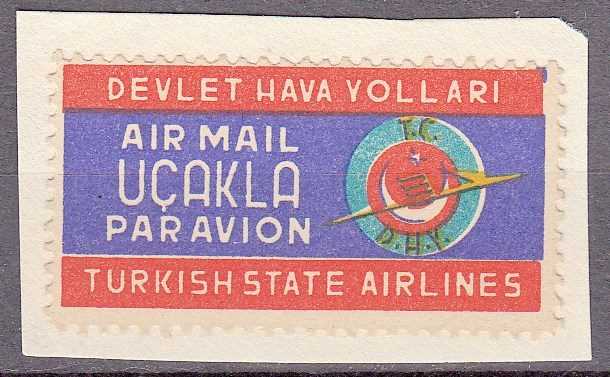 DEVLET HAVA YOLLARI
AIR MAIL
UÇAKLA
PAR AVION
T.C.
D.H.Y.
TURKISH STATE AIRLINES